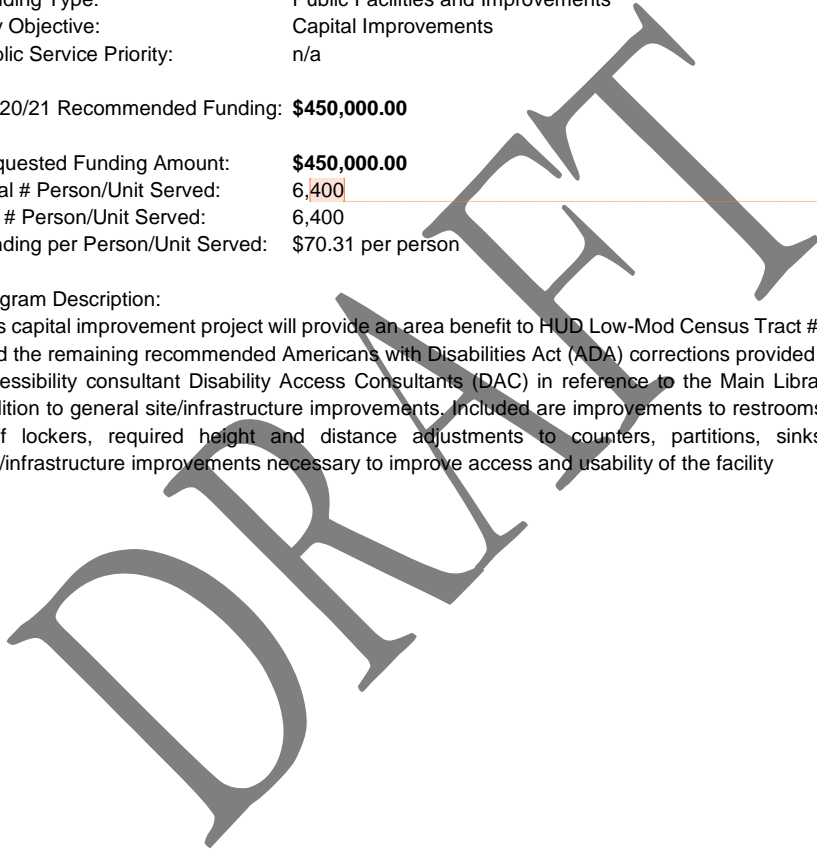 ding Type: Public Facilities and Improvements
y Objective: Capital Improvements
olic Service Priority: n/a
20/21 Recommended Funding: $450,000.00
quested Funding Amount: $450,000.00
al # Person/Unit Served: 6,400
# Person/Unit Served: 6,400
nding per Person/Unit Served: $70.31 per person
gram Description:
s capital improvement project will provide an area benefit to HUD Low-Mod Census Tract #
d the remaining recommended Americans with Disabilities Act (ADA) corrections provided
essibility consultant Disability Access Consultants (DAC) in reference to the Main Libra
dition to general site/infrastructure improvements. Included are improvements to restrooms
f lockers, required height and distance adjustments to counters, partitions, sinks
/infrastructure improvements necessary to improve access and usability of the facility
DRAFT